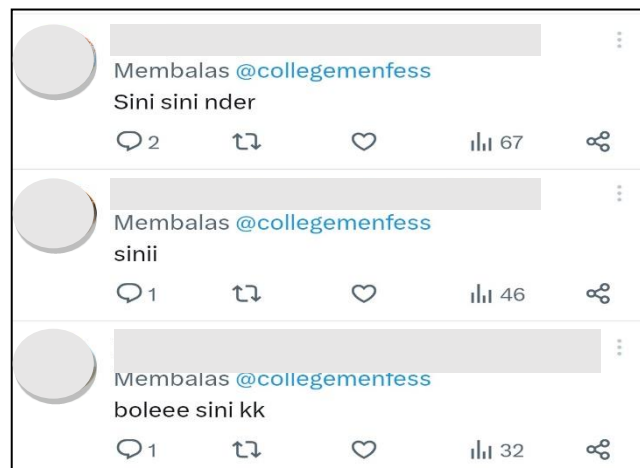 Membalas @collegemenfess
Sini sini nder
2 67
Membalas @collegemenfess
sinii
1 46
Membalas @collegemenfess
boleee sini kk
1 32